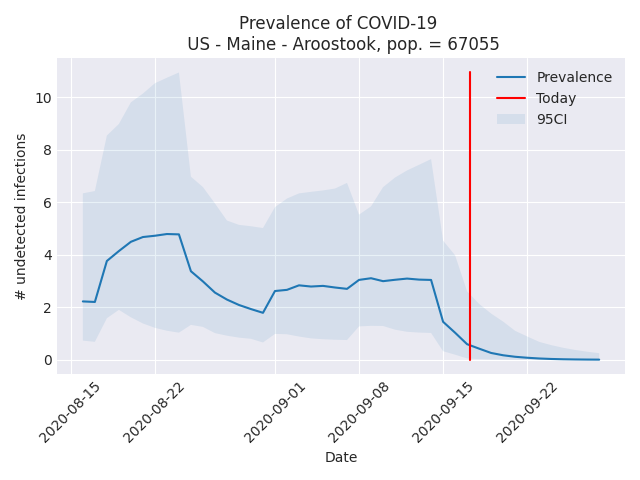 Prevalence of COVID-19
US - Maine - Aroostook, pop. = 67055
Prevalence
Today
95CI
# undetected infections
10
8
6
4
2
0
2020-08-15
2020-08-22
2020-09-01
2020-09-08
2020-09-15
2020-09-22
Date